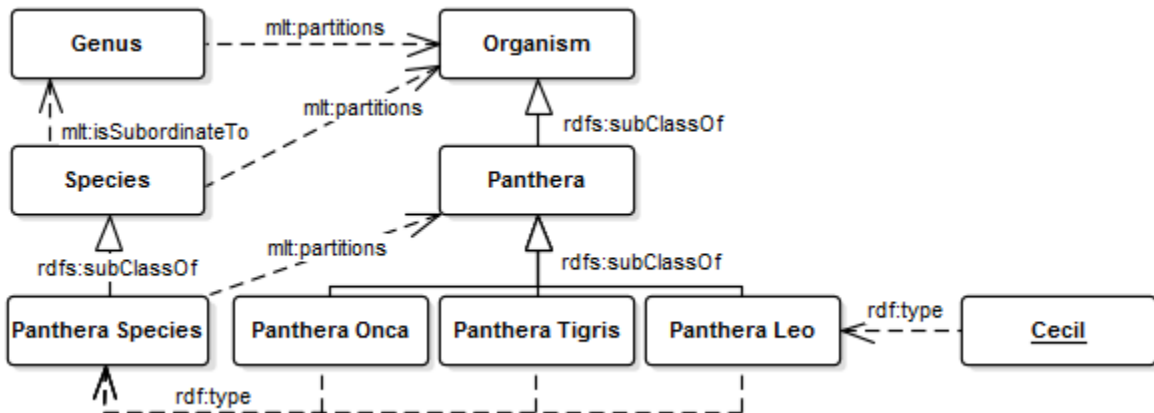 Genus
mlt:partitions
Organism
mlt:partitions
mlt:isSubordinateTo
rdfs:subClassOf
Species
Panthera
mlt:partitions
rdfs:subClassOf
rdfs:subClassOf
Panthera Species
Panthera Onca
Panthera Tigris
Panthera Leo
rdf:type
Cecil
rdf:type